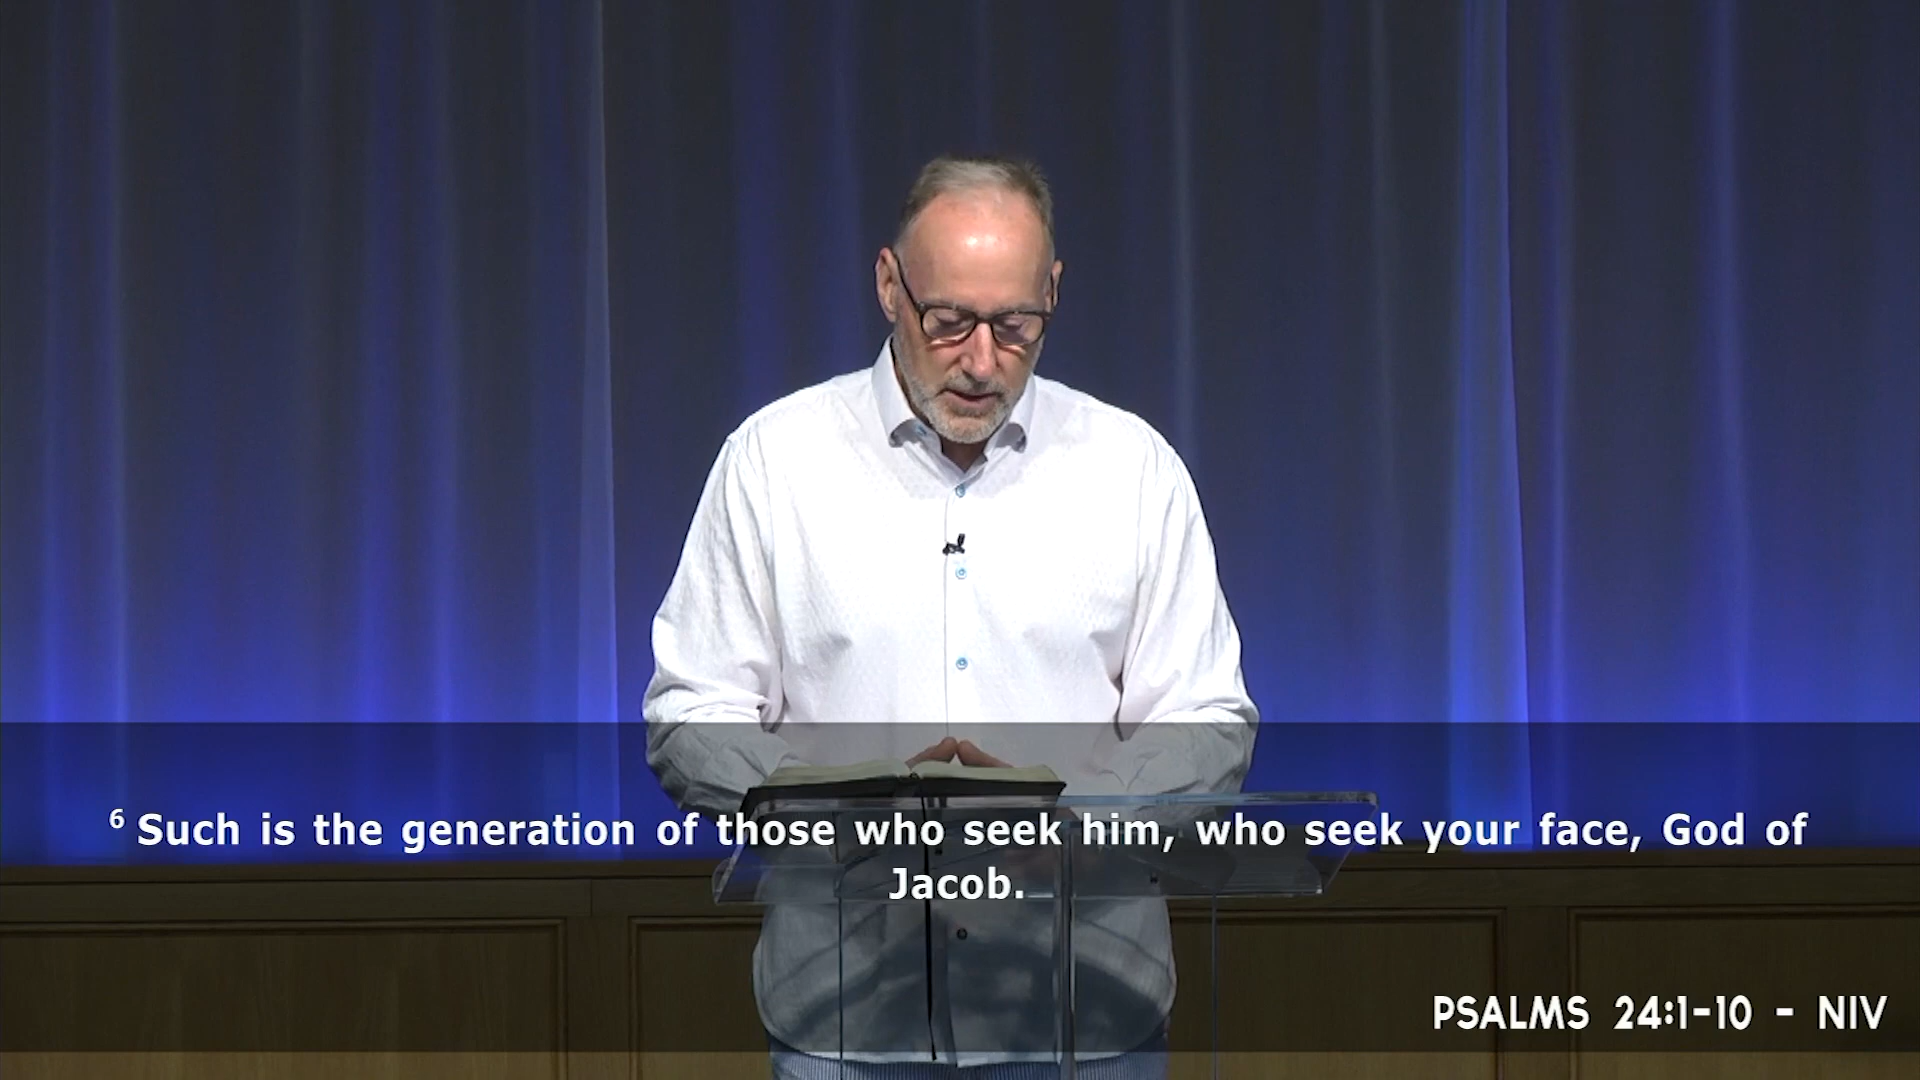 6 Such is the generation of those who seek him, who seek your face, God of
Jacob.
PSALMS 24:1-10 - NIV